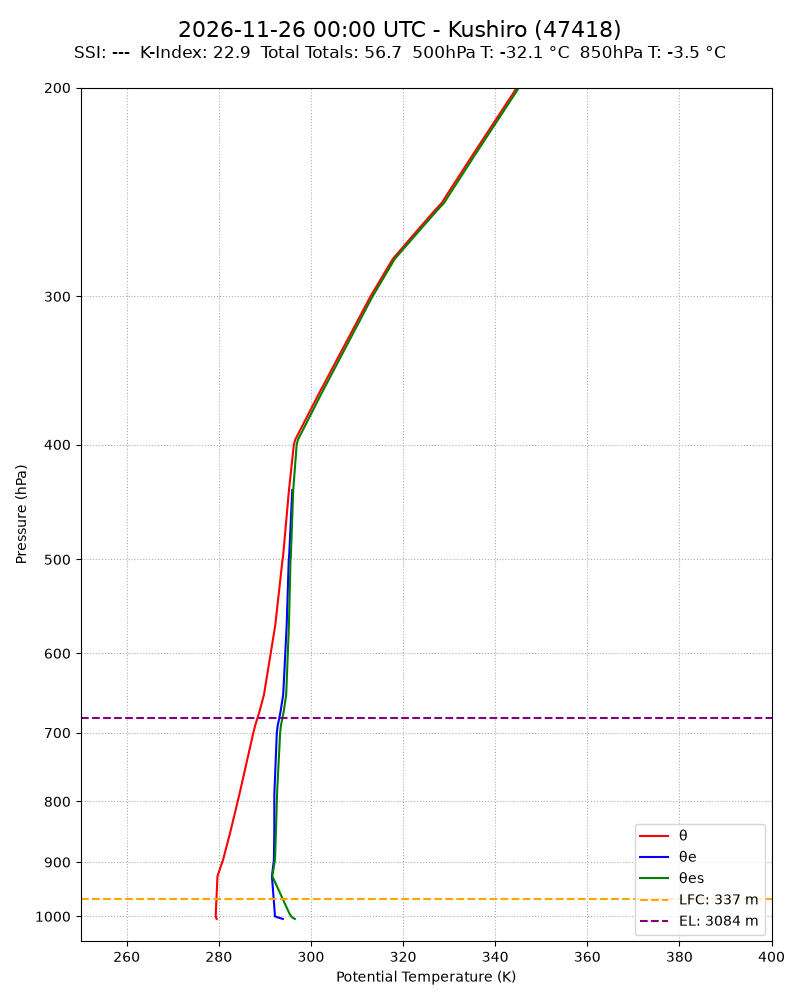 2026-11-26 00:00 UTC - Kushiro (47418)
SSI: --- K-Index: 22.9 Total Totals: 56.7 500hPa T: -32.1 °C 850hPa T: -3.5 °C
200
300
400
500
600
700
800
900
1000
Pressure (hPa)
260 280 300 320 340 360 380 400
Potential Temperature (K)
θ
θe
θes
LFC: 337 m
EL: 3084 m